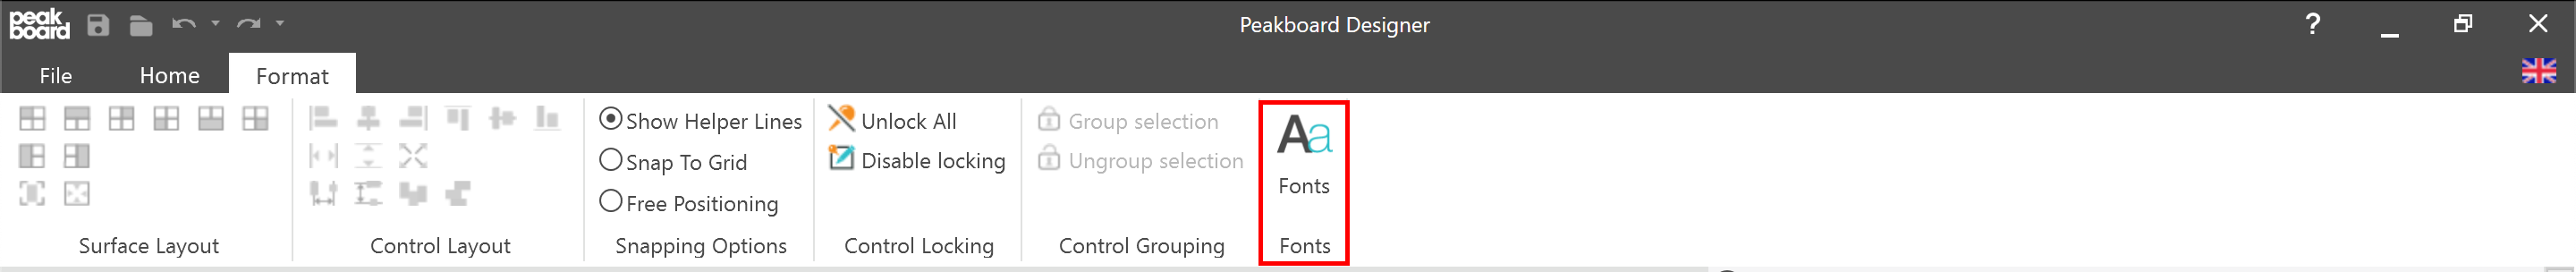 peak
board
Peakboard Designer
?
File
Home
Format
Show Helper Lines
Snap To Grid
Free Positioning
Unlock All
Disable locking
Group selection
Ungroup selection
Aa
Fonts
Surface Layout
Control Layout
Snapping Options
Control Locking
Control Grouping
Fonts